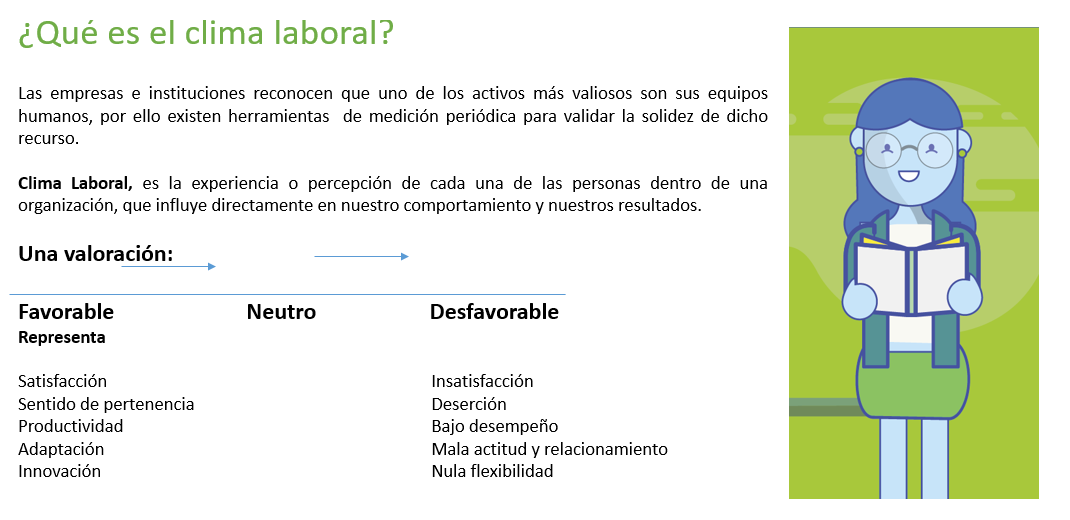 ¿Qué es el clima laboral?
Las empresas e instituciones reconocen que uno de los activos más valiosos son sus equipos
humanos, por ello existen herramientas de medición periódica para validar la solidez de dicho
recurso.
Clima Laboral, es la experiencia o percepción de cada una de las personas dentro de una
organización, que influye directamente en nuestro comportamiento y nuestros resultados.
Una valoración:
Favorable Neutro Desfavorable
Representa
Satisfacción Insatisfacción
Sentido de pertenencia Deserción
Productividad Bajo desempeño
Adaptación Mala actitud y relacionamiento
Innovación Nula flexibilidad